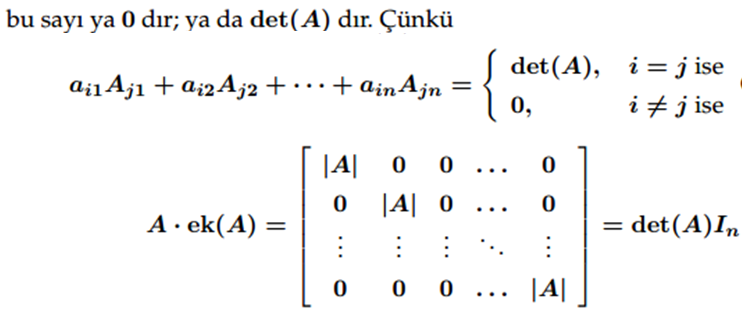 bu sayı ya 0 dır; ya da det(A) dır. Çünkü
a_{i1}A_{j1} + a_{i2}A_{j2} + ⋯ + a_{in}A_{jn} = { det(A), i = j ise
0, i ≠ j ise
A · ek(A) = [ |A| 0 0 … 0
0 |A| 0 … 0
⋮ ⋮ ⋮ ⋱ ⋮
0 0 0 … |A| ] = det(A)I_n